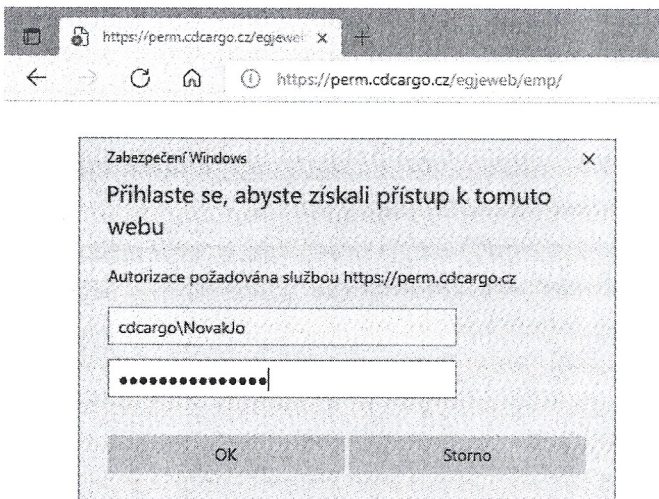 https://perm.cdcargo.cz/egjeweb
https://perm.cdcargo.cz/egjeweb/emp/
Zabezpečení Windows
Přihlaste se, abyste získali přístup k tomuto
webu
Autorizace požadována službou https://perm.cdcargo.cz
cdcargo\NovakJo
●●●●●●●●●●●●●●●
OK Storno